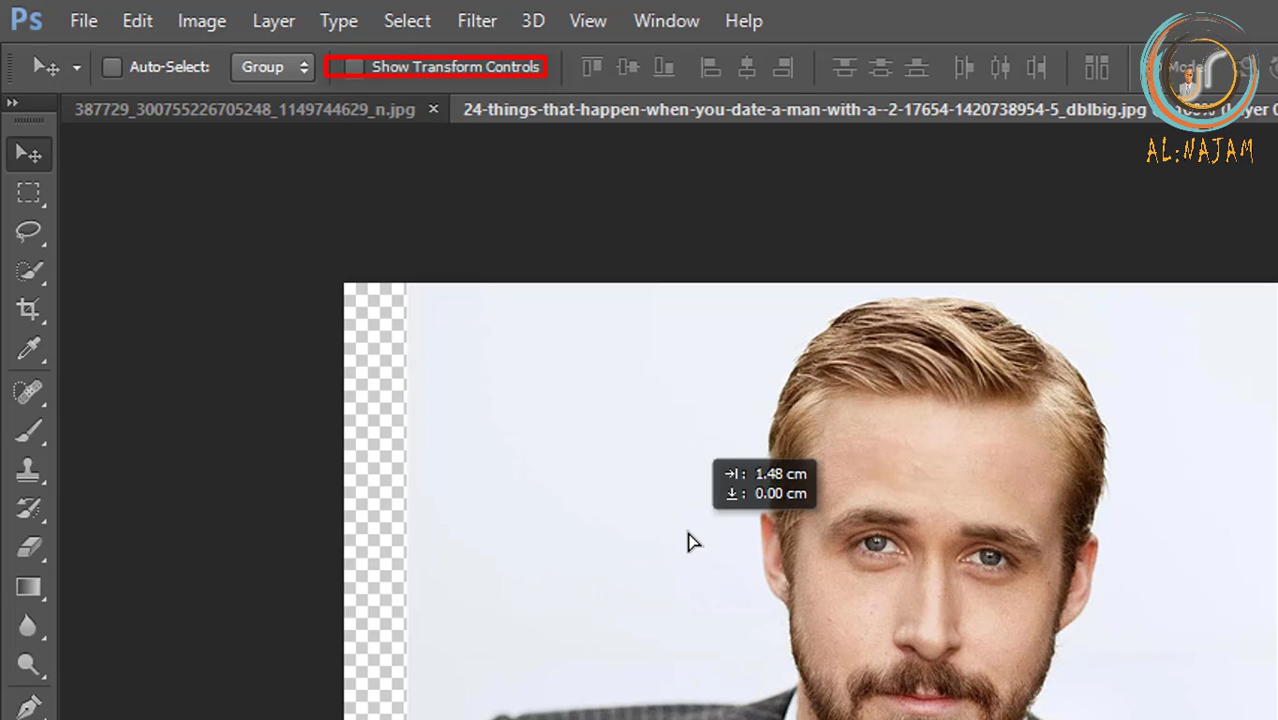 Ps File Edit Image Layer Type Select Filter 3D View Window Help
Auto-Select: Group Show Transform Controls
387729_300755226705248_1149744629_n.jpg × 24-things-that-happen-when-you-date-a-man-with-a--2-17654-1420738954-5_dblbig.jpg
AL:NAJAM
1.48 cm
0.00 cm